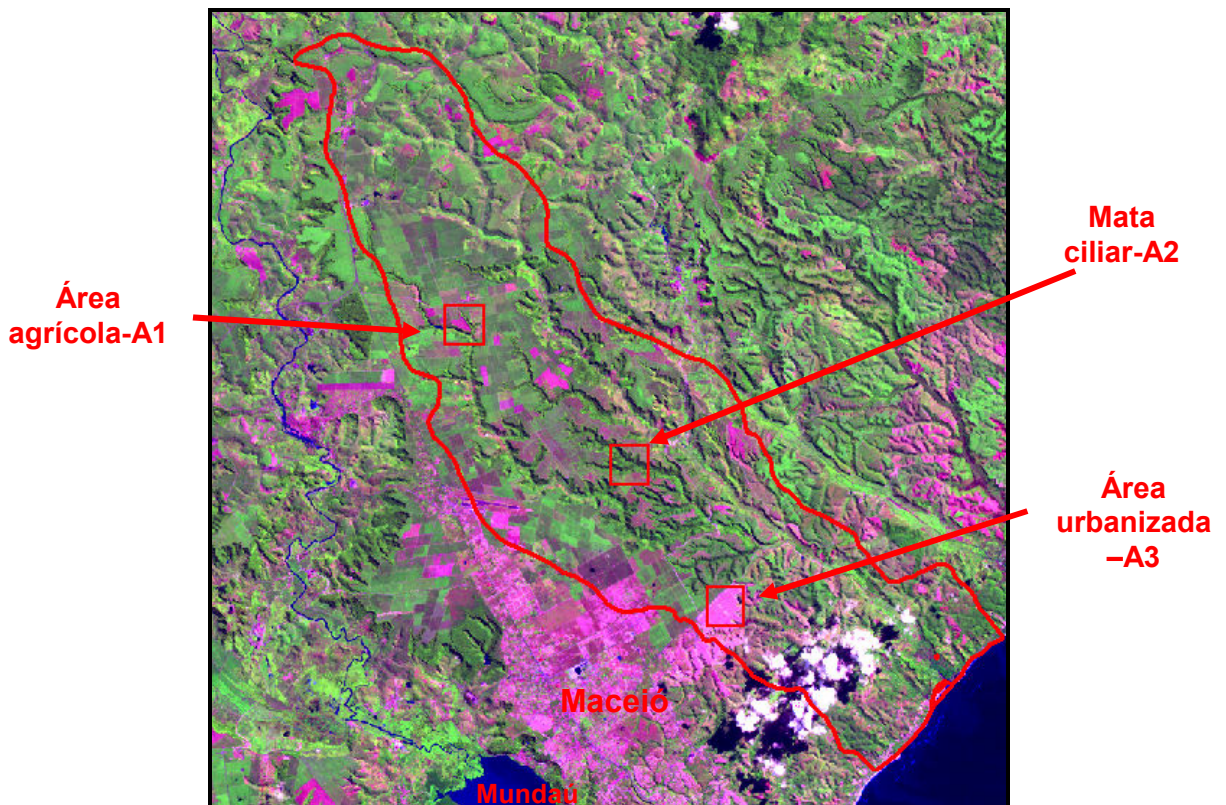 Mata
ciliar-A2
Área
agrícola-A1
Área
urbanizada
–A3
Maceió
Mundaú